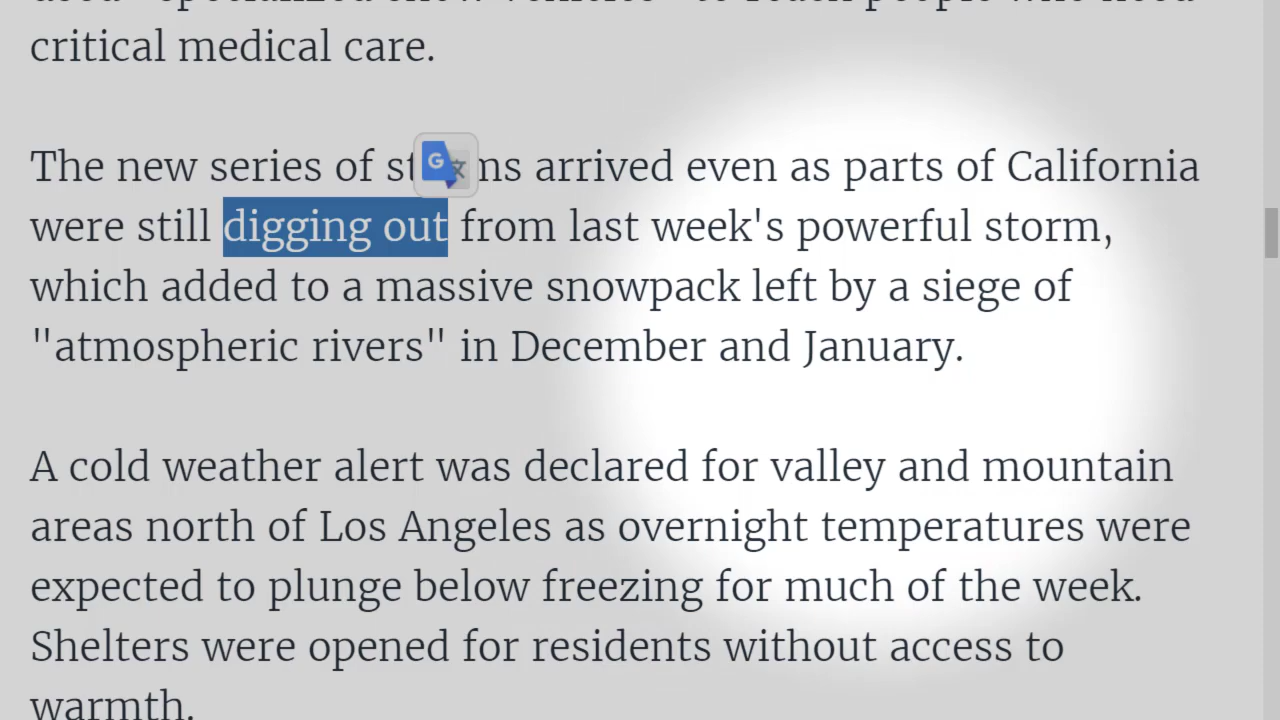 critical medical care.
The new series of arrived even as parts of California
were still digging out from last week's powerful storm,
which added to a massive snowpack left by a siege of
"atmospheric rivers" in December and January.
A cold weather alert was declared for valley and mountain
areas north of Los Angeles as overnight temperatures were
expected to plunge below freezing for much of the week.
Shelters were opened for residents without access to
warmth.